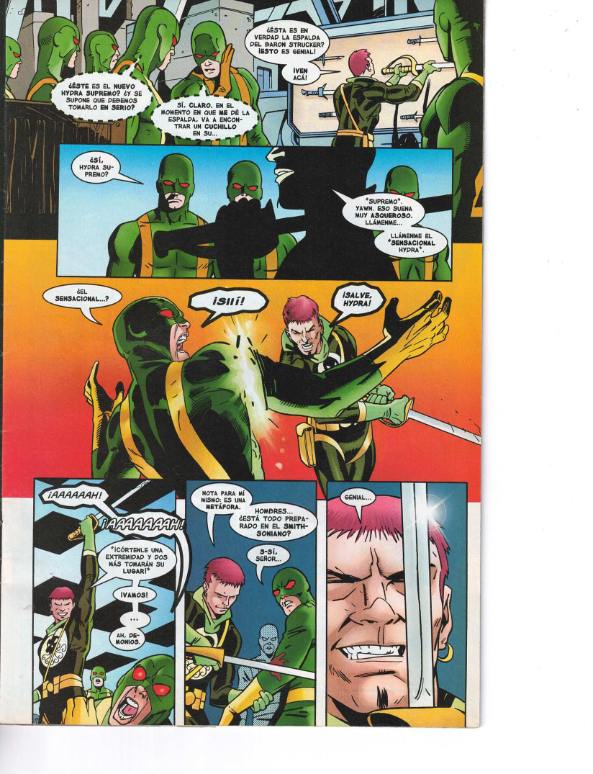 ¿ÉSTE ES EL NUEVO
HYDRA SUPREMO? ¿Y SE
SUPONE QUE DEBEMOS
TOMARLO EN SERIO?
SÍ, CLARO. EN EL
MOMENTO EN QUE ME DÉ LA
ESPALDA, VA A ENCON-
TRAR UN CUCHILLO
EN SU...
¿ÉSTA ES EN
VERDAD LA ESPALDA
DEL BARON STRUCKER?
¡ESTO ES GENIAL!
¡VEN
ACÁ!
¿SÍ,
HYDRA SU-
PREMO?
"SUPREMO".
YAWN. ESO SUENA
MUY ASQUEROSO.
LLÁMENME...
LLÁMENME EL
"SENSACIONAL
HYDRA".
¿EL
SENSACIONAL...?
¡SIIÍ!
¡SALVE,
HYDRA!
¡AAAAAAH!
¡AAAAAAAAH!
"¡CÓRTENLE UNA
EXTREMIDAD Y DOS
MÁS TOMARÁN SU
LUGAR!"
¡VAMOS!
...
AH, DE-
MONIOS.
NOTA PARA MÍ
MISMO: ES UNA
METÁFORA.
HOMBRES...
¿ESTÁ TODO PREPA-
RADO EN EL SMITH-
SONIANO?
S-SÍ,
SEÑOR...
GENIAL...